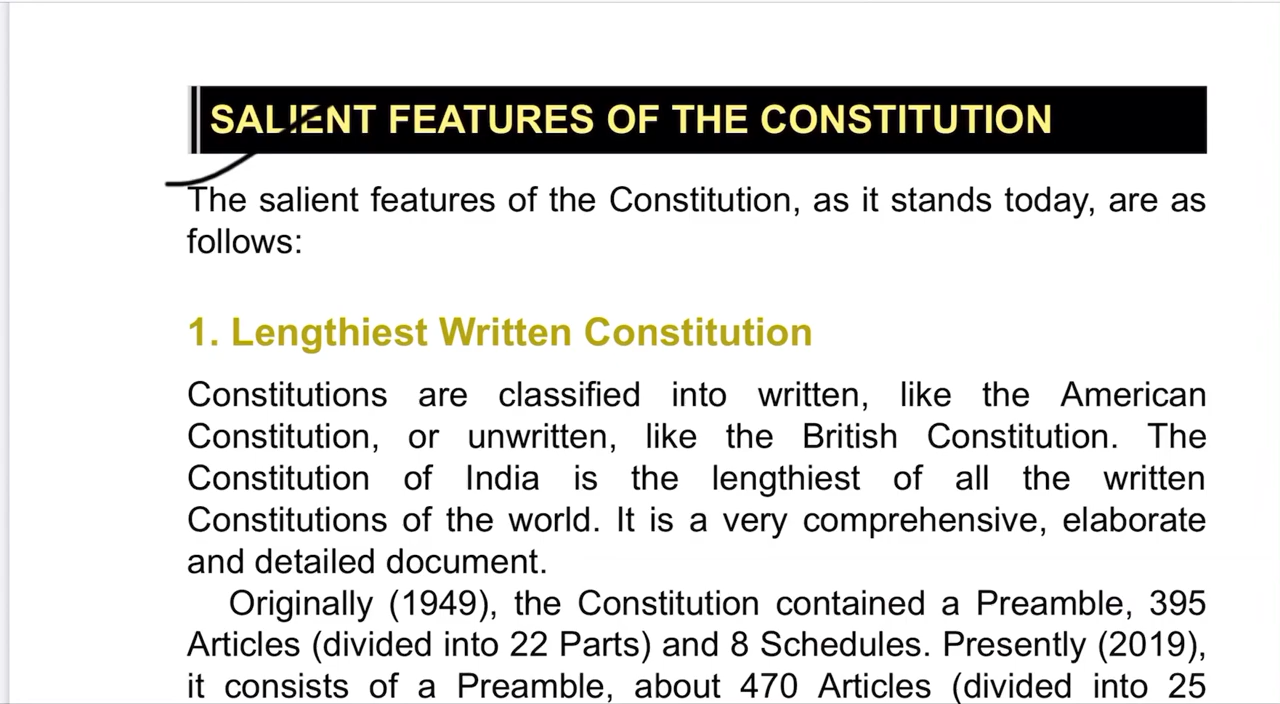 SALIENT FEATURES OF THE CONSTITUTION
The salient features of the Constitution, as it stands today, are as
follows:
1. Lengthiest Written Constitution
Constitutions are classified into written, like the American
Constitution, or unwritten, like the British Constitution. The
Constitution of India is the lengthiest of all the written
Constitutions of the world. It is a very comprehensive, elaborate
and detailed document.
Originally (1949), the Constitution contained a Preamble, 395
Articles (divided into 22 Parts) and 8 Schedules. Presently (2019),
it consists of a Preamble, about 470 Articles (divided into 25